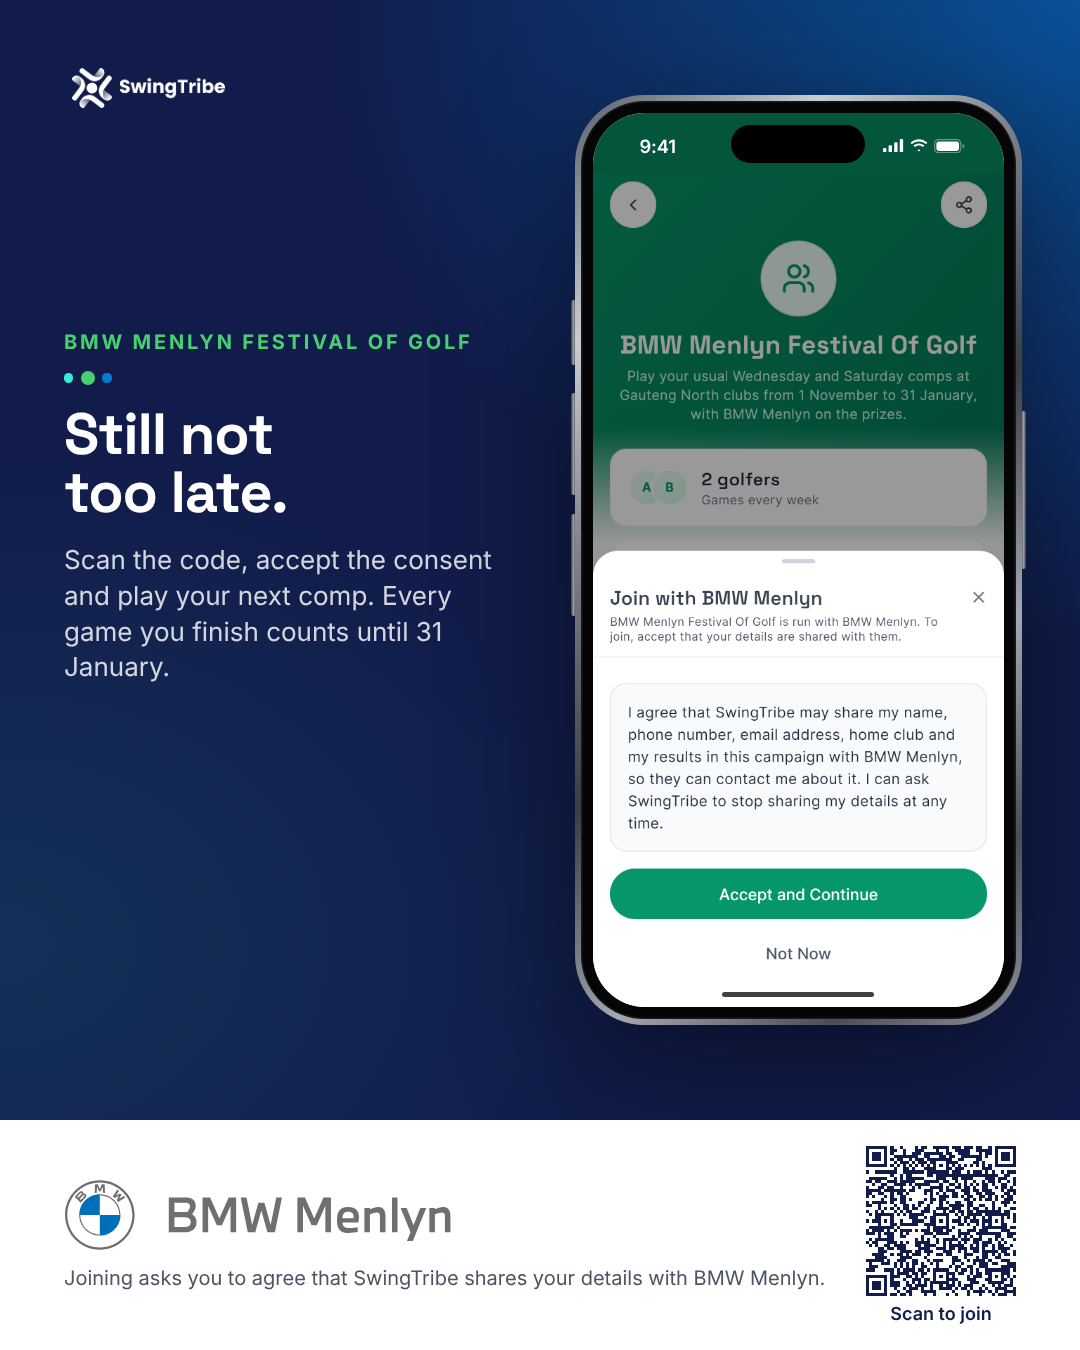 SwingTribe
BMW MENLYN FESTIVAL OF GOLF
Still not
too late.
Scan the code, accept the consent
and play your next comp. Every
game you finish counts until 31
January.
9:41
BMW Menlyn Festival Of Golf
Play your usual Wednesday and Saturday comps at
Gauteng North clubs from 1 November to 31 January,
with BMW Menlyn on the prizes.
A B
2 golfers
Games every week
Join with BMW Menlyn
BMW Menlyn Festival Of Golf is run with BMW Menlyn. To
join, accept that your details are shared with them.
I agree that SwingTribe may share my name,
phone number, email address, home club and
my results in this campaign with BMW Menlyn,
so they can contact me about it. I can ask
SwingTribe to stop sharing my details at any
time.
Accept and Continue
Not Now
BMW
BMW Menlyn
Joining asks you to agree that SwingTribe shares your details with BMW Menlyn.
Scan to join